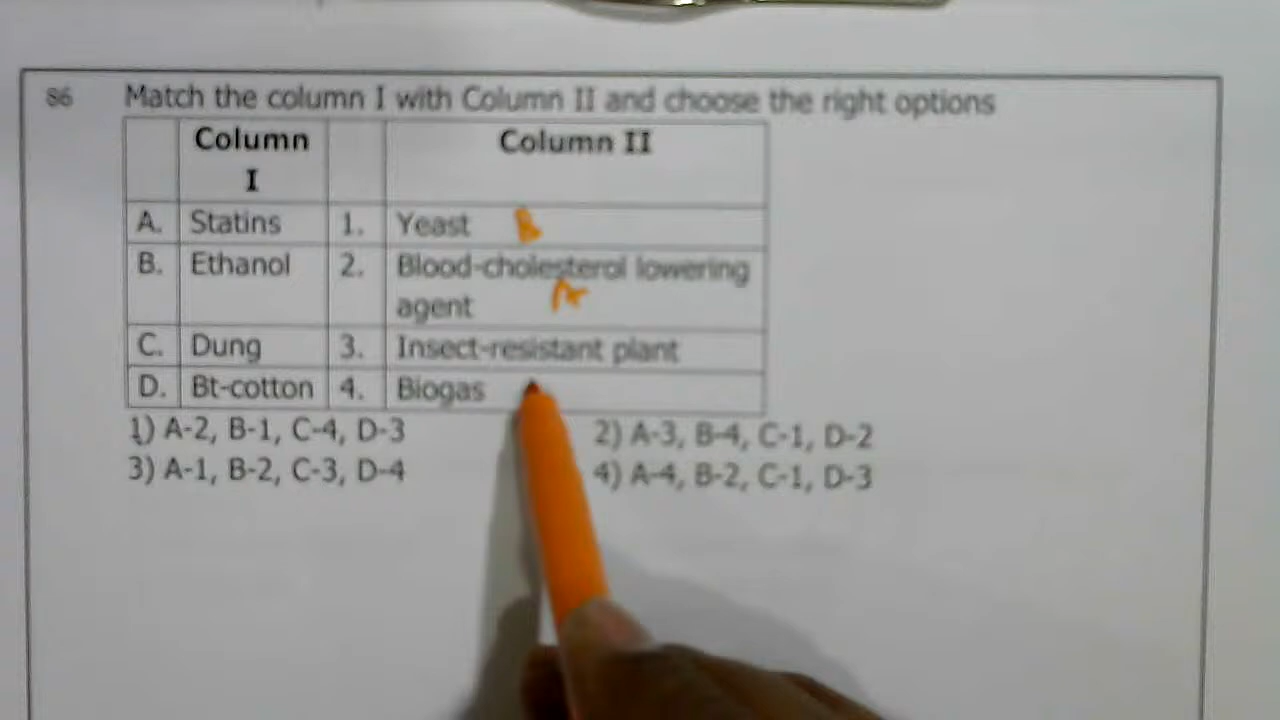 86 Match the column I with Column II and choose the right options
Column I Column II
A. Statins 1. Yeast B
B. Ethanol 2. Blood-cholesterol lowering agent A
C. Dung 3. Insect-resistant plant
D. Bt-cotton 4. Biogas
1) A-2, B-1, C-4, D-3 2) A-3, B-4, C-1, D-2
3) A-1, B-2, C-3, D-4 4) A-4, B-2, C-1, D-3